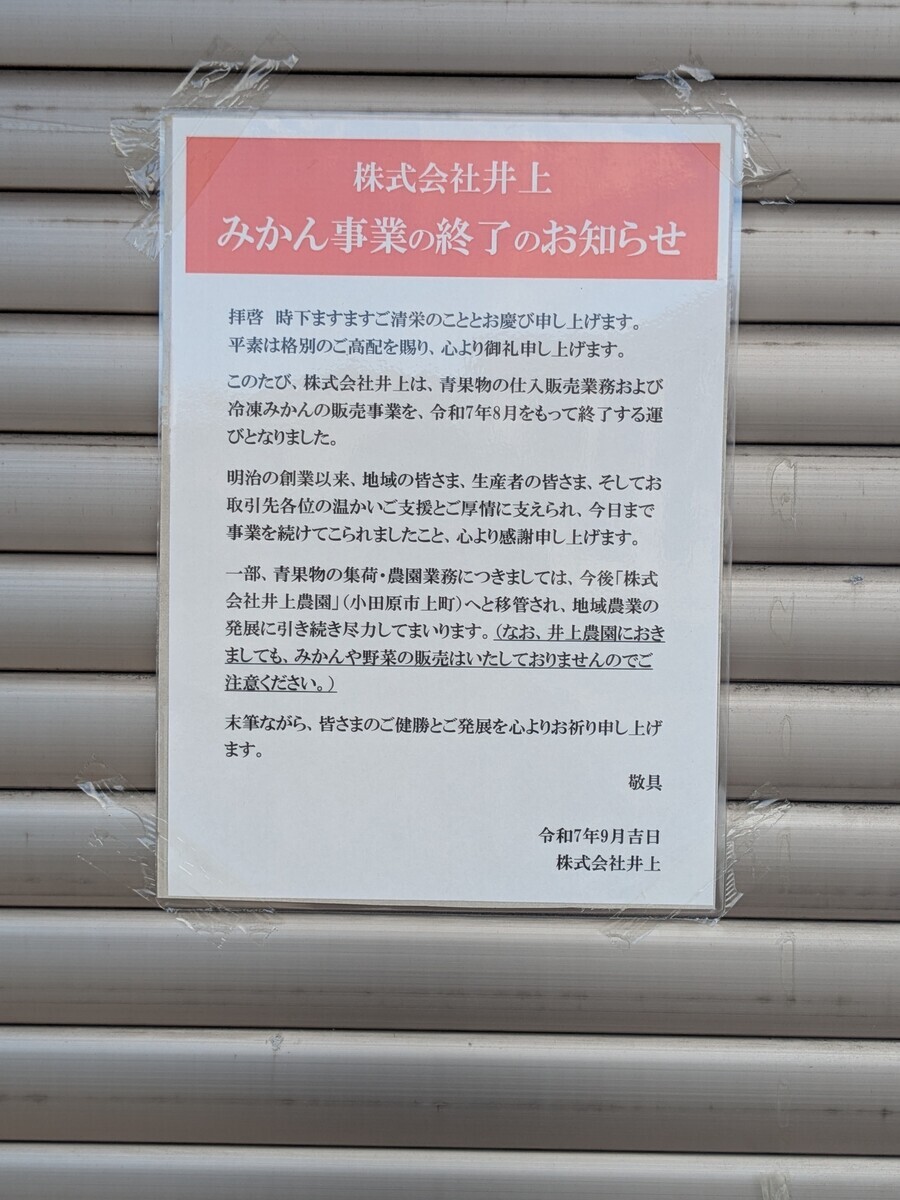 株式会社井上
みかん事業の終了のお知らせ
拝啓 時下ますますご清栄のこととお慶び申し上げます。
平素は格別のご高配を賜り、心より御礼申し上げます。
このたび、株式会社井上は、青果物の仕入販売業務および
冷凍みかんの販売事業を、令和7年8月をもって終了する運
びとなりました。
明治の創業以来、地域の皆さま、生産者の皆さま、そしてお
取引先各位の温かいご支援とご厚情に支えられ、今日まで
事業を続けてこられましたこと、心より感謝申し上げます。
一部、青果物の集荷・農園業務につきましては、今後「株式
会社井上農園」（小田原市上町）へと移管され、地域農業の
発展に引き続き尽力してまいります。（なお、井上農園におき
ましても、みかんや野菜の販売はいたしておりませんのでご
注意ください。）
末筆ながら、皆さまのご健勝とご発展を心よりお祈り申し上げ
ます。
敬具
令和7年9月吉日
株式会社井上